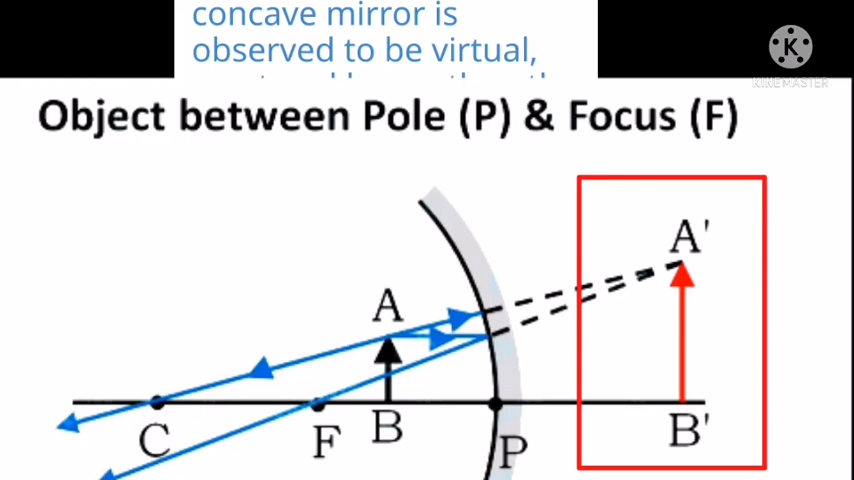 concave mirror is
observed to be virtual,
K
KINEMASTER
Object between Pole (P) & Focus (F)
A'
A
C
F
B
P
B'